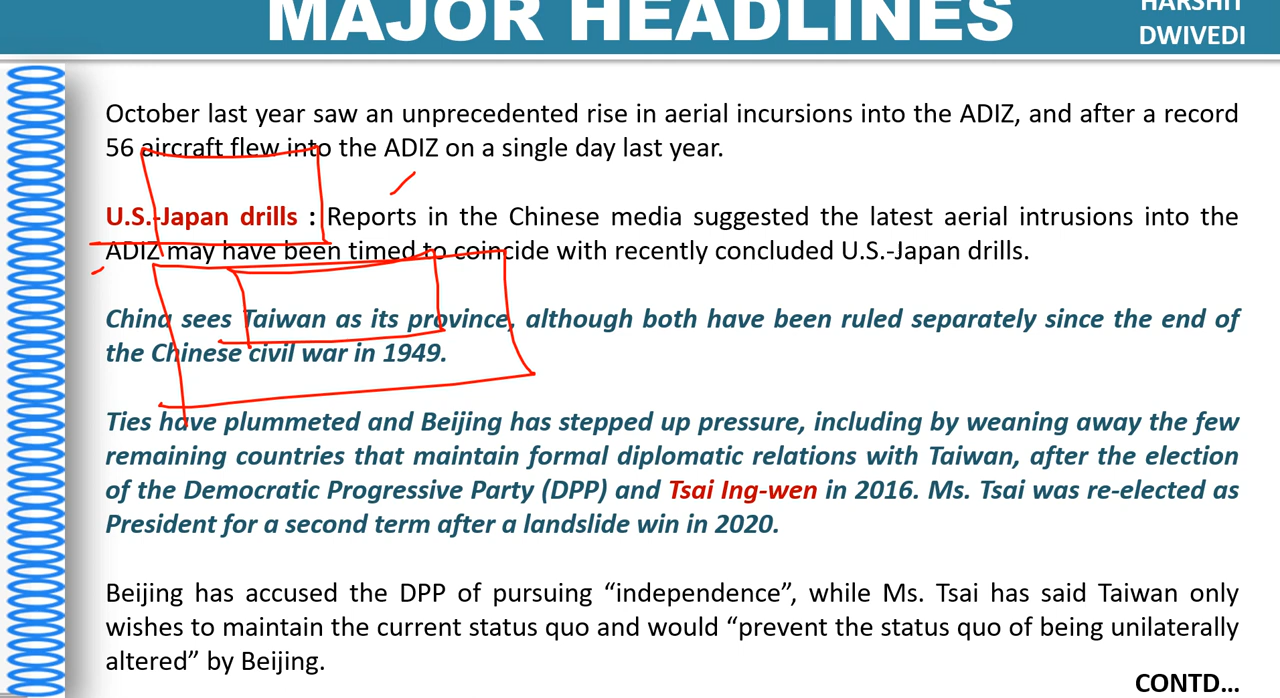 MAJOR HEADLINES
HARSHIT
DWIVEDI
October last year saw an unprecedented rise in aerial incursions into the ADIZ, and after a record
56 aircraft flew into the ADIZ on a single day last year.
U.S.-Japan drills : Reports in the Chinese media suggested the latest aerial intrusions into the
ADIZ may have been timed to coincide with recently concluded U.S.-Japan drills.
China sees Taiwan as its province, although both have been ruled separately since the end of
the Chinese civil war in 1949.
Ties have plummeted and Beijing has stepped up pressure, including by weaning away the few
remaining countries that maintain formal diplomatic relations with Taiwan, after the election
of the Democratic Progressive Party (DPP) and Tsai Ing-wen in 2016. Ms. Tsai was re-elected as
President for a second term after a landslide win in 2020.
Beijing has accused the DPP of pursuing “independence”, while Ms. Tsai has said Taiwan only
wishes to maintain the current status quo and would “prevent the status quo of being unilaterally
altered” by Beijing.
CONTD...